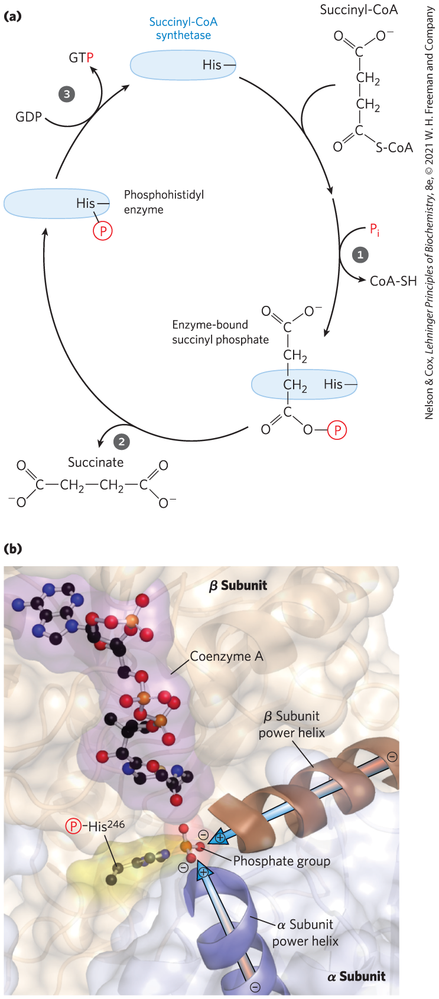 (a)
Succinyl-CoA
synthetase
Succinyl-CoA
GTP
His
3
GDP
O
O⁻
C
CH₂
CH₂
C
O
S-CoA
His
P
Phosphohistidyl
enzyme
Pᵢ
1
CoA-SH
Enzyme-bound
succinyl phosphate
O
O⁻
C
CH₂
CH₂
His
C
O
O
P
2
Succinate
O
O
C—CH₂—CH₂—C
⁻O
O⁻
Nelson & Cox, Lehninger Principles of Biochemistry, 8e, © 2021 W. H. Freeman and Company
(b)
β Subunit
Coenzyme A
β Subunit
power helix
−
P-His²⁴⁶
−
+
Phosphate group
−
+
α Subunit
power helix
α Subunit
−